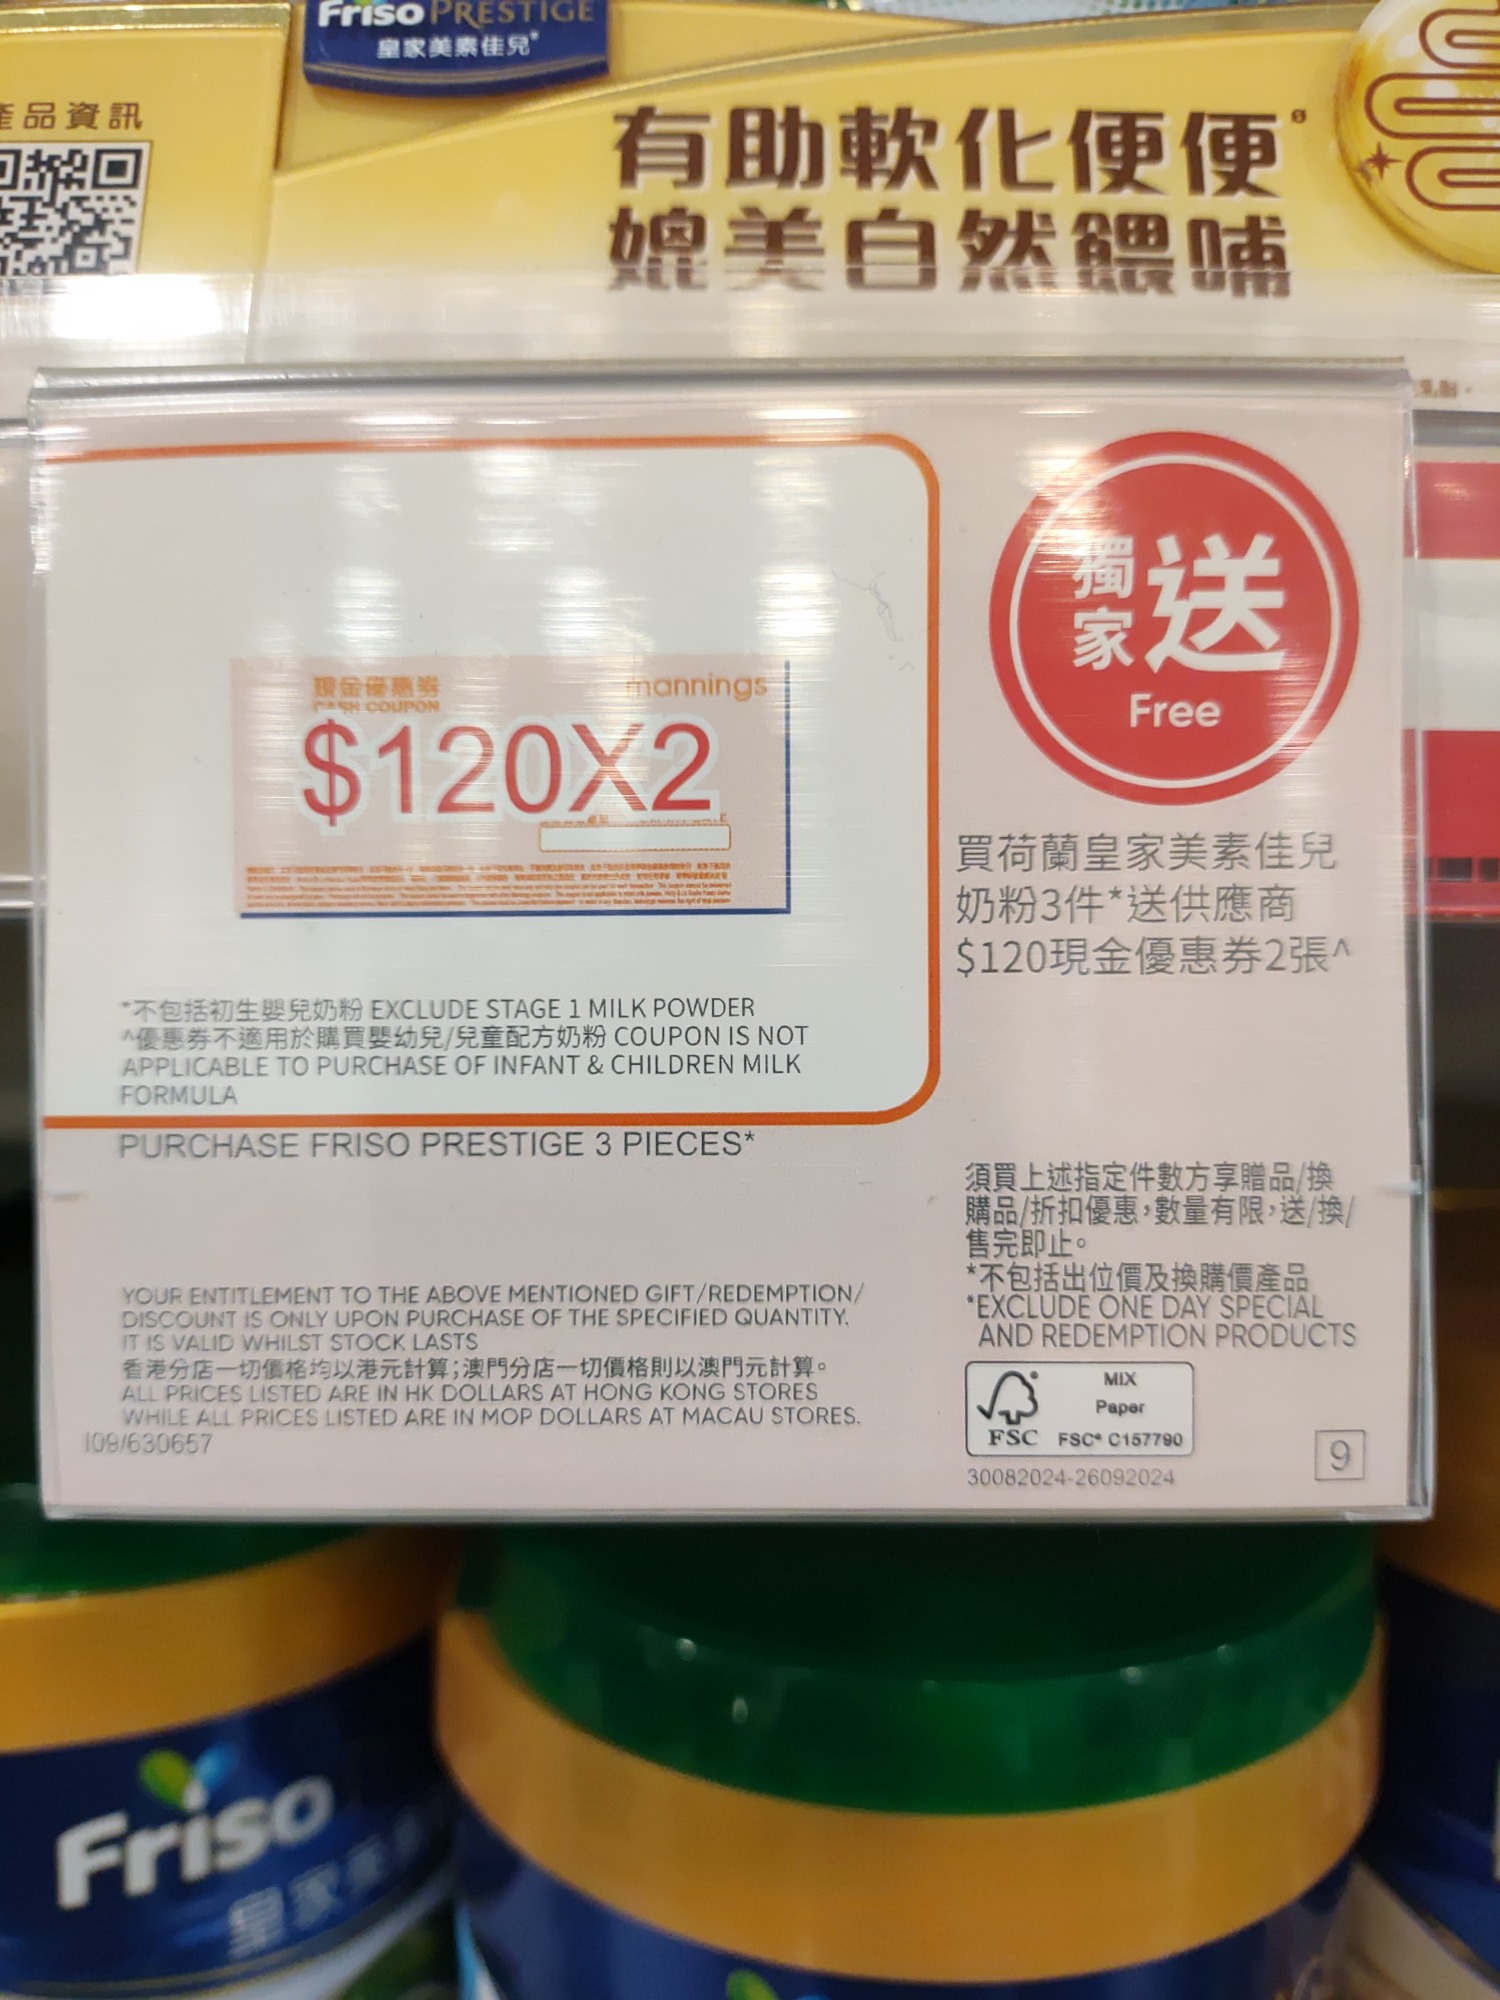 Friso PRESTIGE
皇家美素佳兒
產品資訊
有助軟化便便
媲美自然餵哺
獨家送
Free
現金優惠券
mannings
CASH COUPON
$120X2
買荷蘭皇家美素佳兒
奶粉3件*送供應商
$120現金優惠券2張^
*不包括初生嬰兒奶粉 EXCLUDE STAGE 1 MILK POWDER
^優惠券不適用於購買嬰幼兒/兒童配方奶粉 COUPON IS NOT
APPLICABLE TO PURCHASE OF INFANT & CHILDREN MILK
FORMULA
PURCHASE FRISO PRESTIGE 3 PIECES*
須買上述指定件數方享贈品/換
購品/折扣優惠，數量有限，送/換/
售完即止。
*不包括出位價及換購價產品
*EXCLUDE ONE DAY SPECIAL
AND REDEMPTION PRODUCTS
YOUR ENTITLEMENT TO THE ABOVE MENTIONED GIFT/REDEMPTION/
DISCOUNT IS ONLY UPON PURCHASE OF THE SPECIFIED QUANTITY.
IT IS VALID WHILST STOCK LASTS
香港分店一切價格均以港元計算；澳門分店一切價格則以澳門元計算。
ALL PRICES LISTED ARE IN HK DOLLARS AT HONG KONG STORES
WHILE ALL PRICES LISTED ARE IN MOP DOLLARS AT MACAU STORES.
I09/630657
MIX
Paper
FSC FSC® C157790
30082024-26092024
9
Friso
皇家美